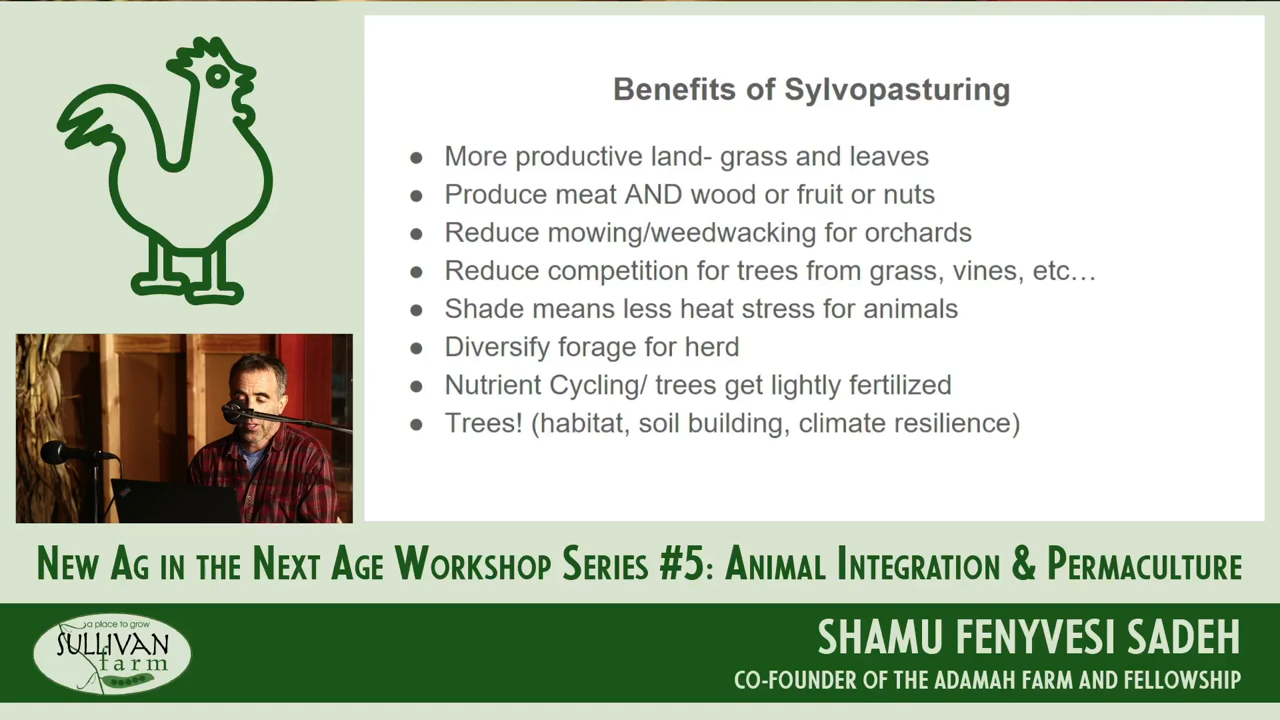 Benefits of Sylvopasturing
● More productive land- grass and leaves
● Produce meat AND wood or fruit or nuts
● Reduce mowing/weedwacking for orchards
● Reduce competition for trees from grass, vines, etc…
● Shade means less heat stress for animals
● Diversify forage for herd
● Nutrient Cycling/ trees get lightly fertilized
● Trees! (habitat, soil building, climate resilience)
New Ag in the Next Age Workshop Series #5: Animal Integration & Permaculture
a place to grow
SULLIVAN
farm
SHAMU FENYVESI SADEH
CO-FOUNDER OF THE ADAMAH FARM AND FELLOWSHIP